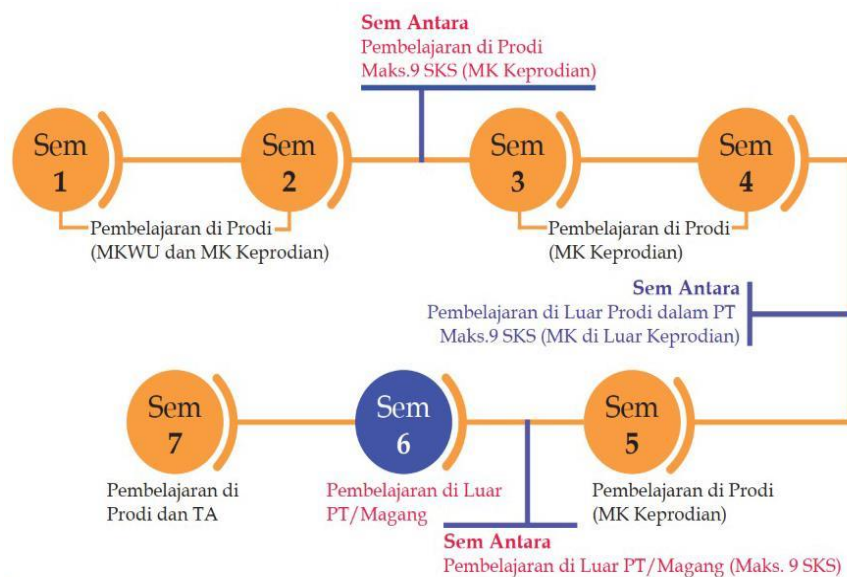 Sem Antara
Pembelajaran di Prodi
Maks.9 SKS (MK Keprodian)
Sem
1
Sem
2
Sem
3
Sem
4
Pembelajaran di Prodi
(MKWU dan MK Keprodian)
Pembelajaran di Prodi
(MK Keprodian)
Sem Antara
Pembelajaran di Luar Prodi dalam PT
Maks.9 SKS (MK di Luar Keprodian)
Sem
7
Sem
6
Sem
5
Pembelajaran di
Prodi dan TA
Pembelajaran di Luar
PT/Magang
Pembelajaran di Prodi
(MK Keprodian)
Sem Antara
Pembelajaran di Luar PT/Magang (Maks. 9 SKS)